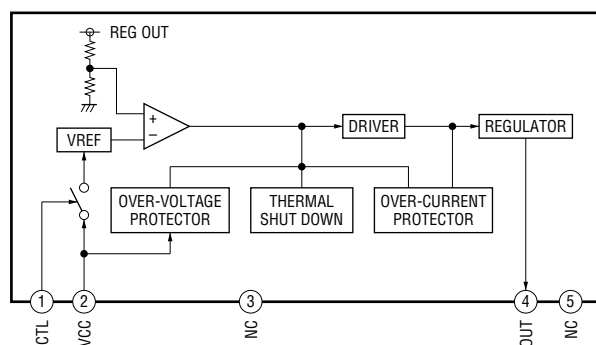 REG OUT
+
−
VREF
DRIVER
REGULATOR
OVER-VOLTAGE
PROTECTOR
THERMAL
SHUT DOWN
OVER-CURRENT
PROTECTOR
1
2
3
4
5
CTL
VCC
NC
OUT
NC